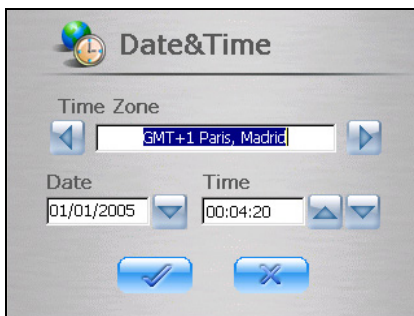 Date&Time
Time Zone
GMT+1 Paris, Madrid
Date Time
01/01/2005 00:04:20